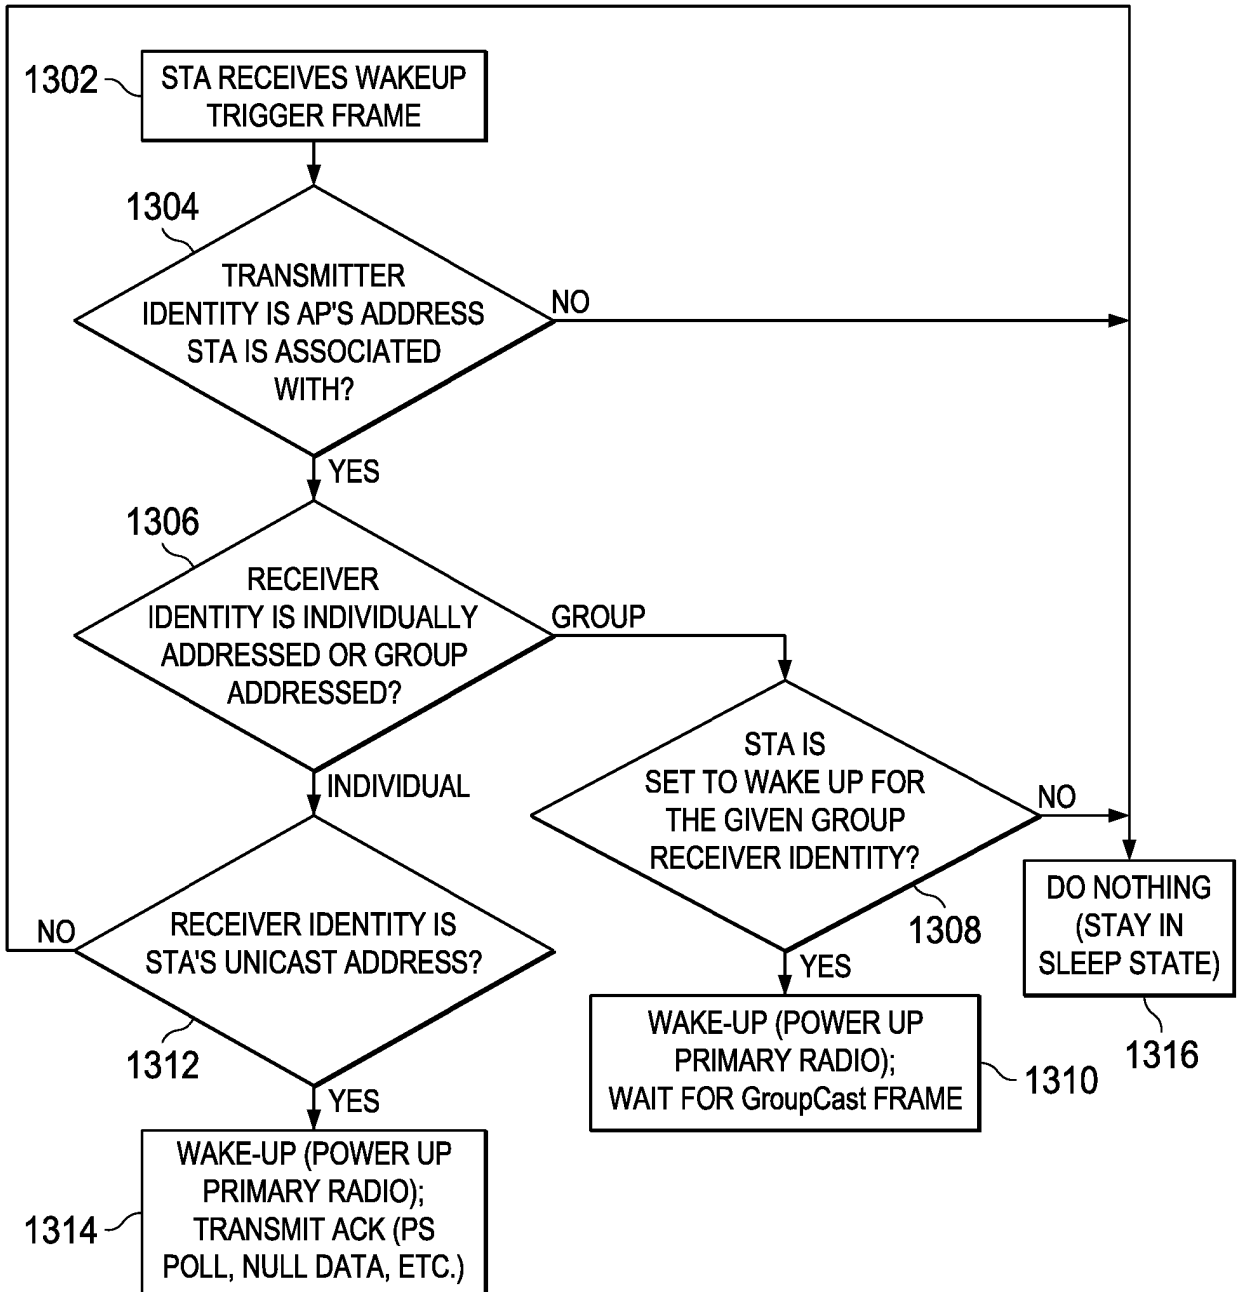 1302
STA RECEIVES WAKEUP
TRIGGER FRAME
1304
TRANSMITTER
IDENTITY IS AP'S ADDRESS
STA IS ASSOCIATED
WITH?
NO
YES
1306
RECEIVER
IDENTITY IS INDIVIDUALLY
ADDRESSED OR GROUP
ADDRESSED?
GROUP
INDIVIDUAL
STA IS
SET TO WAKE UP FOR
THE GIVEN GROUP
RECEIVER IDENTITY?
NO
1308
YES
DO NOTHING
(STAY IN
SLEEP STATE)
1316
WAKE-UP (POWER UP
PRIMARY RADIO);
WAIT FOR GroupCast FRAME
1310
NO
RECEIVER IDENTITY IS
STA'S UNICAST ADDRESS?
1312
YES
1314
WAKE-UP (POWER UP
PRIMARY RADIO);
TRANSMIT ACK (PS
POLL, NULL DATA, ETC.)